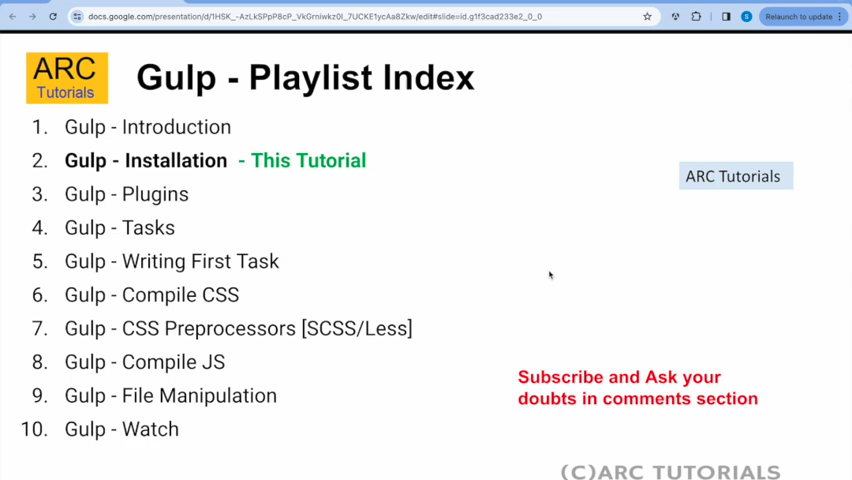 docs.google.com/presentation/d/1HSK_-AzLkSPpP8cP_VkGrniwkz0l_7UCKE1ycAa8Zkw/edit#slide=id.g1f3cad233e2_0_0
S
Relaunch to update
ARC
Tutorials
Gulp - Playlist Index
1. Gulp - Introduction
2. Gulp - Installation - This Tutorial
ARC Tutorials
3. Gulp - Plugins
4. Gulp - Tasks
5. Gulp - Writing First Task
6. Gulp - Compile CSS
7. Gulp - CSS Preprocessors [SCSS/Less]
8. Gulp - Compile JS
9. Gulp - File Manipulation
10. Gulp - Watch
Subscribe and Ask your
doubts in comments section
(C)ARC TUTORIALS